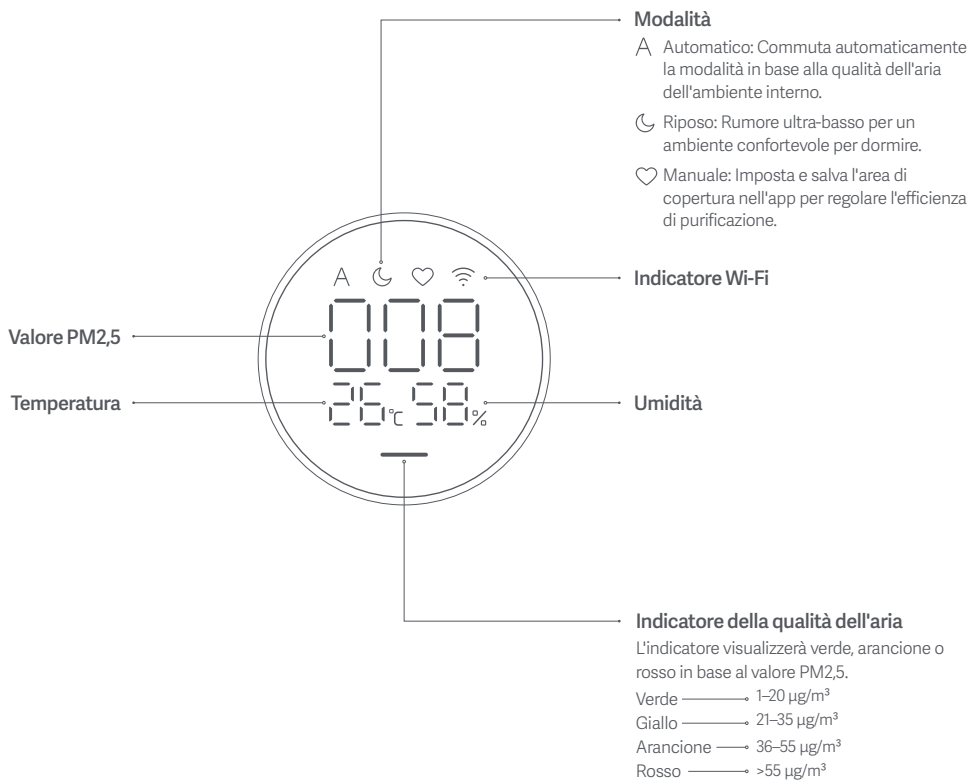 Modalità
A Automatico: Commuta automaticamente
la modalità in base alla qualità dell'aria
dell'ambiente interno.
Riposo: Rumore ultra-basso per un
ambiente confortevole per dormire.
Manuale: Imposta e salva l'area di
copertura nell'app per regolare l'efficienza
di purificazione.
A
Indicatore Wi-Fi
008
Valore PM2,5
Temperatura
26°C 58%
Umidità
Indicatore della qualità dell'aria
L'indicatore visualizzerà verde, arancione o
rosso in base al valore PM2,5.
Verde 1–20 µg/m³
Giallo 21–35 µg/m³
Arancione 36–55 µg/m³
Rosso >55 µg/m³